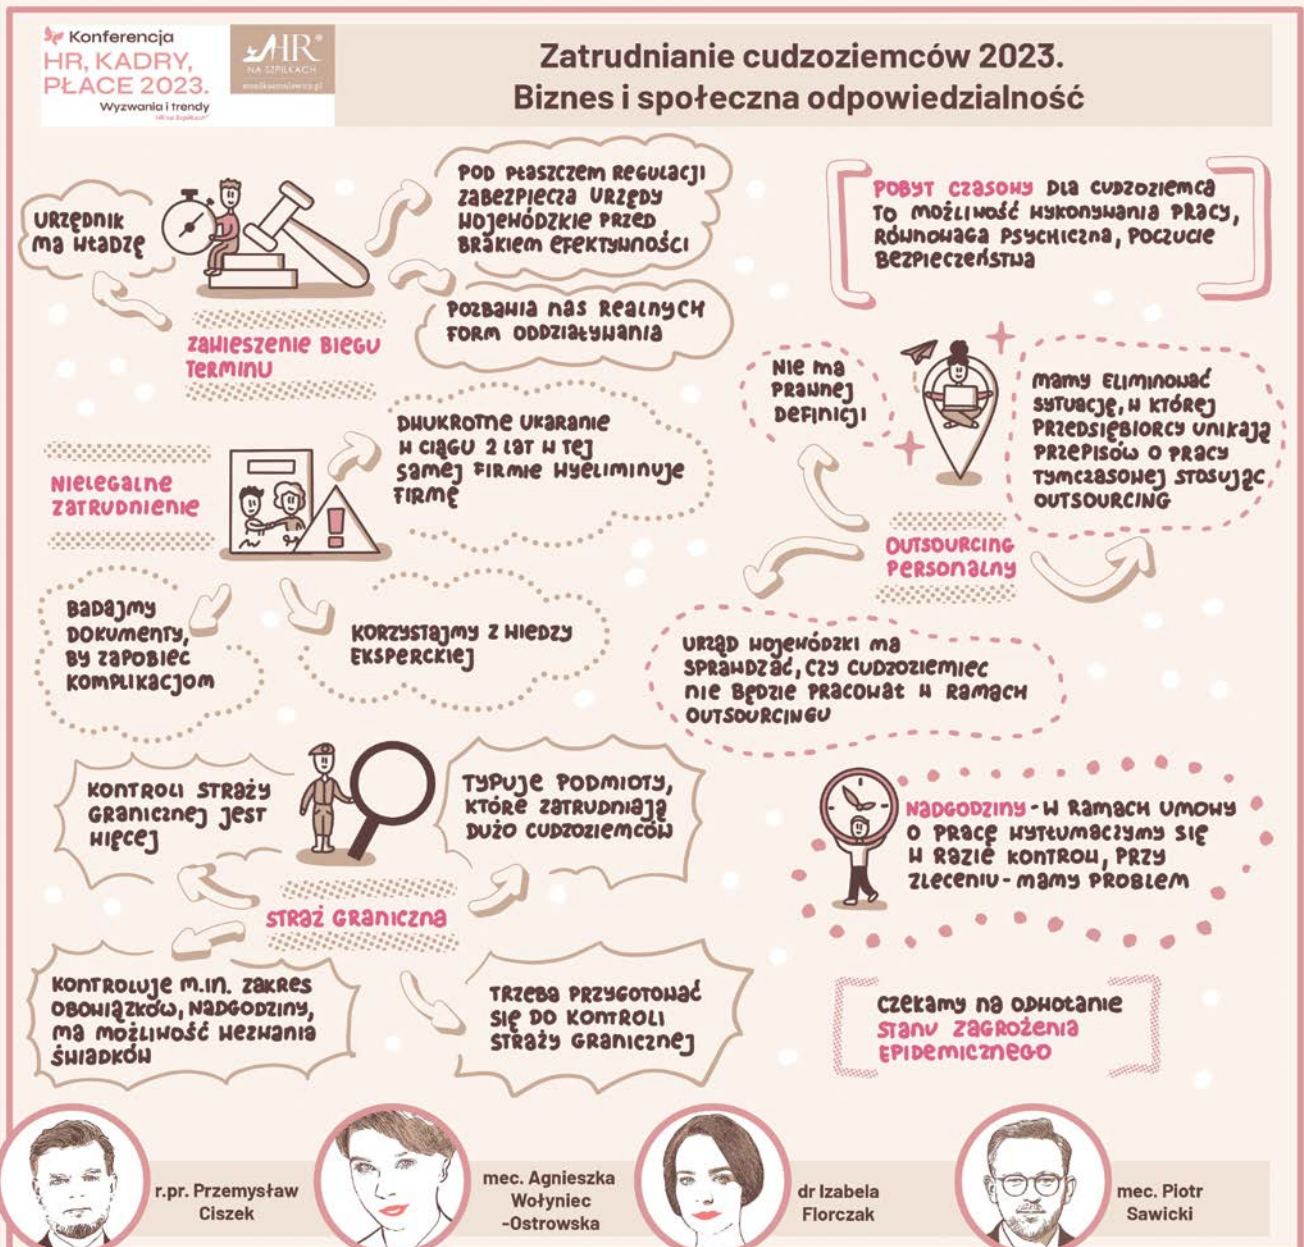 Konferencja
HR, KADRY,
PŁACE 2023.
Wyzwania i trendy
HR na Szpilkach®
HR®
NA SZPILKACH
Zatrudnianie cudzoziemców 2023.
Biznes i społeczna odpowiedzialność
URZĘDNIK
MA WŁADZĘ
POD PŁASZCZEM REGULACJI
ZABEZPIECZA URZĘDY
WOJEWÓDZKIE PRZED
BRAKIEM EFEKTYWNOŚCI
POZBAWIA NAS REALNYCH
FORM ODDZIAŁYWANIA
ZAWIESZENIE BIEGU
TERMINU
NIELEGALNE
ZATRUDNIENIE
DWUKROTNE UKARANIE
W CIĄGU 2 LAT W TEJ
SAMEJ FIRMIE WYELIMINUJE
FIRMĘ
BADAJMY
DOKUMENTY,
BY ZAPOBIEC
KOMPLIKACJOM
KORZYSTAJMY Z WIEDZY
EKSPERCKIEJ
KONTROLI STRAŻY
GRANICZNEJ JEST
WIĘCEJ
TYPUJE PODMIOTY,
KTÓRE ZATRUDNIAJĄ
DUŻO CUDZOZIEMCÓW
STRAŻ GRANICZNA
KONTROLUJE M.IN. ZAKRES
OBOWIĄZKÓW, NADGODZINY,
MA MOŻLIWOŚĆ WEZWANIA
ŚWIADKÓW
TRZEBA PRZYGOTOWAĆ
SIĘ DO KONTROLI
STRAŻY GRANICZNEJ
POBYT CZASOWY DLA CUDZOZIEMCA
TO MOŻLIWOŚĆ WYKONYWANIA PRACY,
RÓWNOWAGA PSYCHICZNA, POCZUCIE
BEZPIECZEŃSTWA
NIE MA
PRAWNEJ
DEFINICJI
MAMY ELIMINOWAĆ
SYTUACJĘ, W KTÓREJ
PRZEDSIĘBIORCY UNIKAJĄ
PRZEPISÓW O PRACY
TYMCZASOWEJ STOSUJĄC
OUTSOURCING
OUTSOURCING
PERSONALNY
URZĄD WOJEWÓDZKI MA
SPRAWDZAĆ, CZY CUDZOZIEMIEC
NIE BĘDZIE PRACOWAŁ W RAMACH
OUTSOURCINGU
NADGODZINY - W RAMACH UMOWY
O PRACĘ WYTŁUMACZYMY SIĘ
W RAZIE KONTROLI, PRZY
ZLECENIU - MAMY PROBLEM
CZEKAMY NA ODWOŁANIE
STANU ZAGROŻENIA
EPIDEMICZNEGO
r.pr. Przemysław
Ciszek
mec. Agnieszka
Wołyniec
-Ostrowska
dr Izabela
Florczak
mec. Piotr
Sawicki